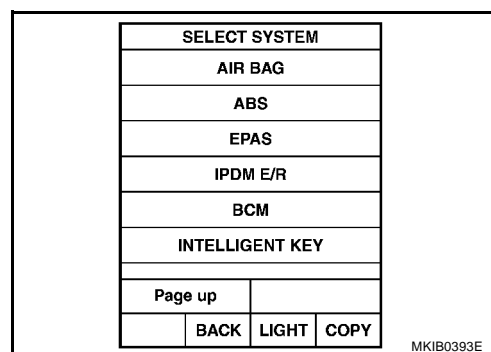 SELECT SYSTEM
AIR BAG
ABS
EPAS
IPDM E/R
BCM
INTELLIGENT KEY
Page up
BACK LIGHT COPY
MKIB0393E